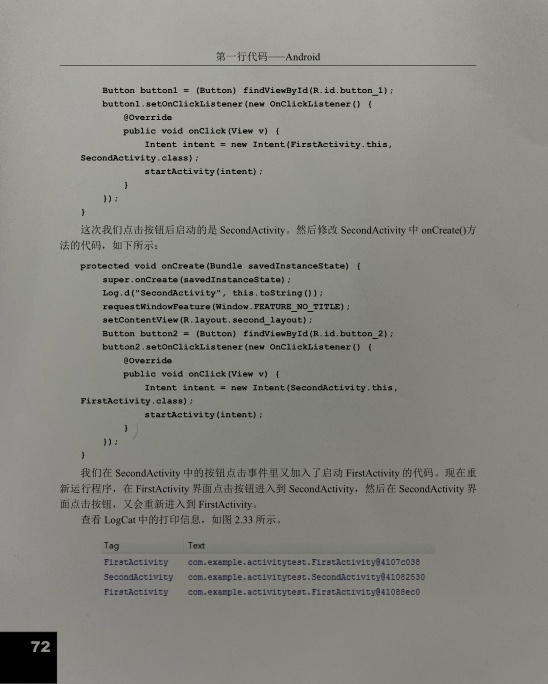 第一行代码——Android
Button button1 = (Button) findViewById(R.id.button_1);
button1.setOnClickListener(new OnClickListener() {
@Override
public void onClick(View v) {
Intent intent = new Intent(FirstActivity.this,
SecondActivity.class);
startActivity(intent);
}
});
}
这次我们点击按钮后启动的是 SecondActivity。然后修改 SecondActivity 中 onCreate()方
法的代码，如下所示：
protected void onCreate(Bundle savedInstanceState) {
super.onCreate(savedInstanceState);
Log.d("SecondActivity", this.toString());
requestWindowFeature(Window.FEATURE_NO_TITLE);
setContentView(R.layout.second_layout);
Button button2 = (Button) findViewById(R.id.button_2);
button2.setOnClickListener(new OnClickListener() {
@Override
public void onClick(View v) {
Intent intent = new Intent(SecondActivity.this,
FirstActivity.class);
startActivity(intent);
}
});
}
我们在 SecondActivity 中的按钮点击事件里又加入了启动 FirstActivity 的代码。现在重
新运行程序，在 FirstActivity 界面点击按钮进入到 SecondActivity，然后在 SecondActivity 界
面点击按钮，又会重新进入到 FirstActivity。
查看 LogCat 中的打印信息，如图 2.33 所示。
Tag Text
FirstActivity com.example.activitytest.FirstActivity@4107c038
SecondActivity com.example.activitytest.SecondActivity@41082530
FirstActivity com.example.activitytest.FirstActivity@41088ec0
72